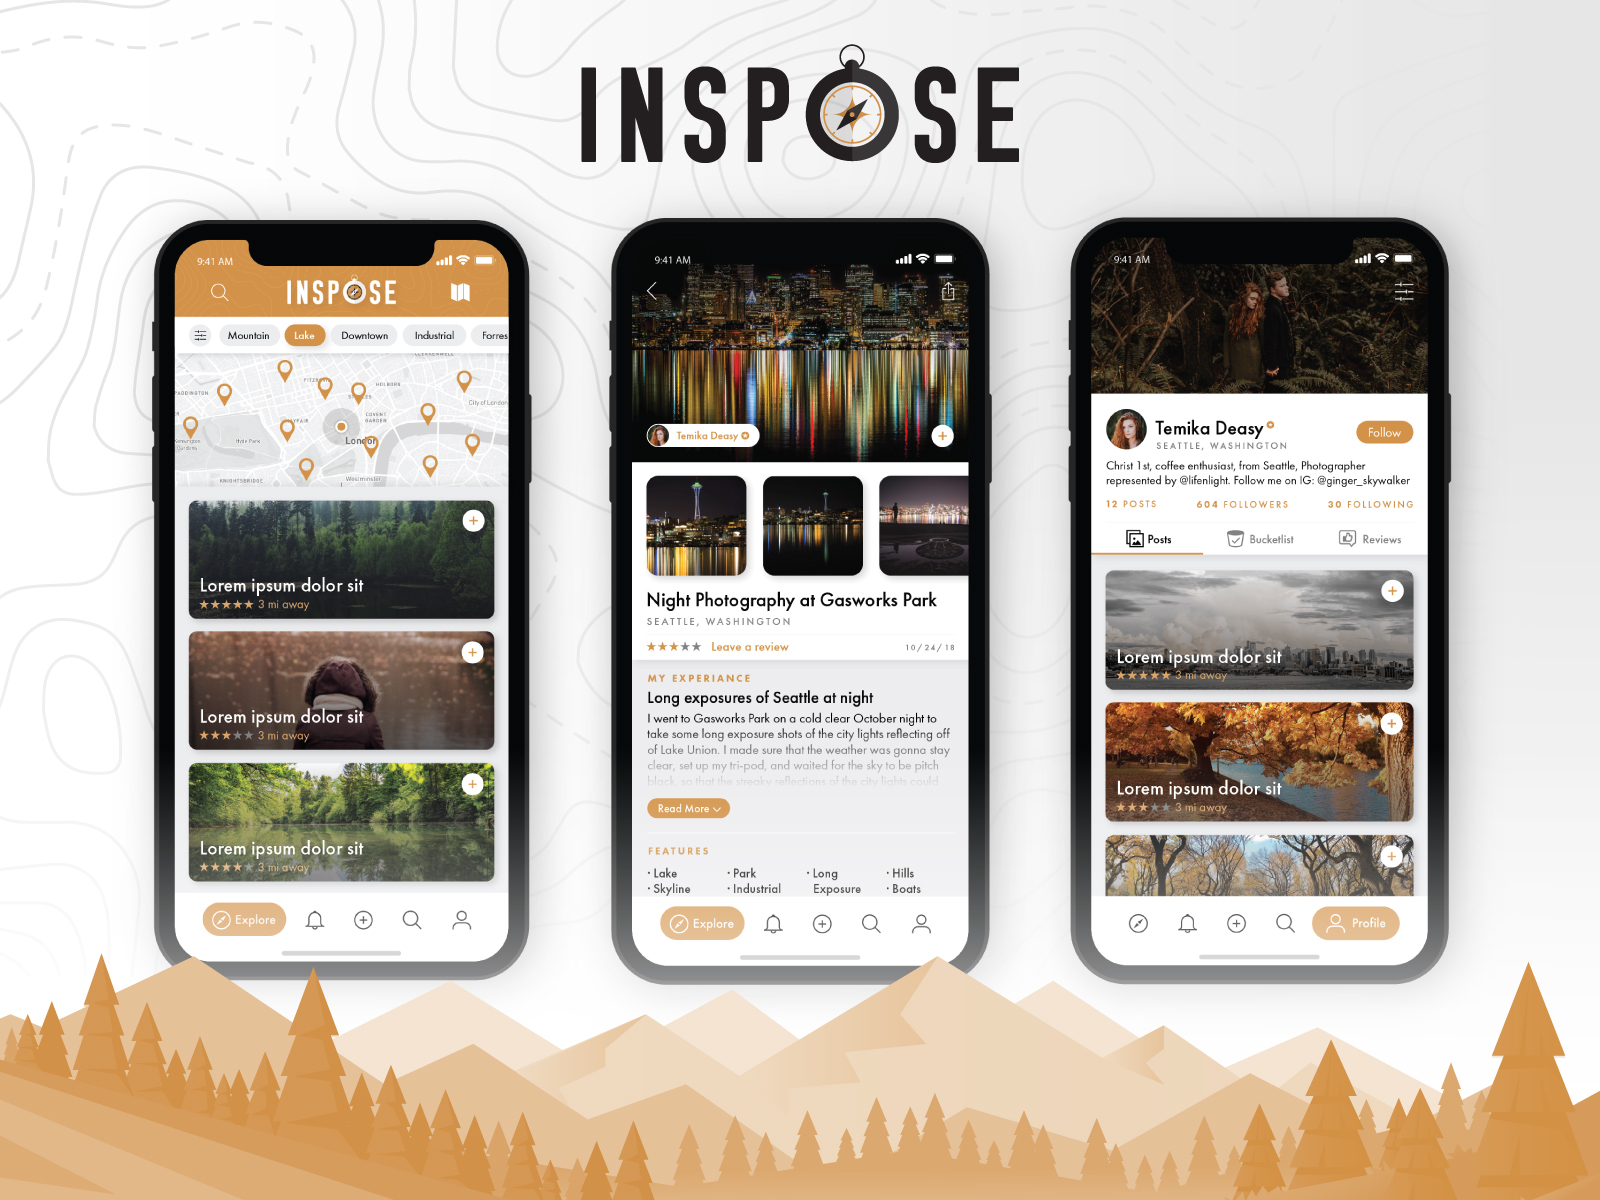 INSPOSE
9:41 AM
INSPOSE
Mountain
Lake
Downtown
Industrial
Forres
CLERKENWELL
PADDINGTON
HOLBORN
City of London
COVENT
GARDEN
London
Hyde Park
Kensington
Gardens
KNIGHTSBRIDGE
Westminster
Lorem ipsum dolor sit
3 mi away
Lorem ipsum dolor sit
3 mi away
Lorem ipsum dolor sit
3 mi away
Explore
9:41 AM
Temika Deasy
Night Photography at Gasworks Park
SEATTLE, WASHINGTON
Leave a review
10/24/18
MY EXPERIANCE
Long exposures of Seattle at night
I went to Gasworks Park on a cold clear October night to
take some long exposure shots of the city lights reflecting off
of Lake Union. I made sure that the weather was gonna stay
clear, set up my tri-pod, and waited for the sky to be pitch
black, so that the streaky reflections of the city lights could
Read More
FEATURES
· Lake · Park · Long · Hills
· Skyline · Industrial Exposure · Boats
Explore
9:41 AM
Temika Deasy
SEATTLE, WASHINGTON
Follow
Christ 1st, coffee enthusiast, from Seattle, Photographer
represented by @lifenlight. Follow me on IG: @ginger_skywalker
12 POSTS
604 FOLLOWERS
30 FOLLOWING
Posts
Bucketlist
Reviews
Lorem ipsum dolor sit
3 mi away
Lorem ipsum dolor sit
3 mi away
Profile